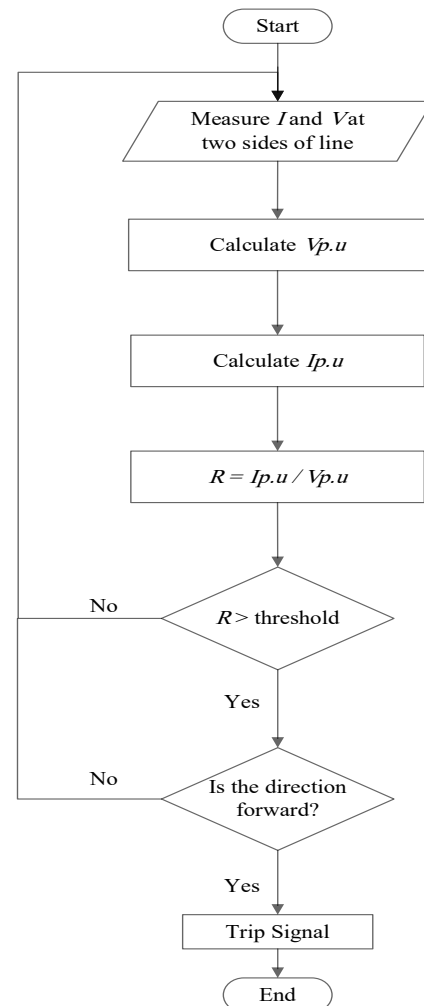 Start
Measure I and V at
two sides of line
Calculate Vp.u
Calculate Ip.u
R = Ip.u / Vp.u
No
R > threshold
Yes
No
Is the direction
forward?
Yes
Trip Signal
End